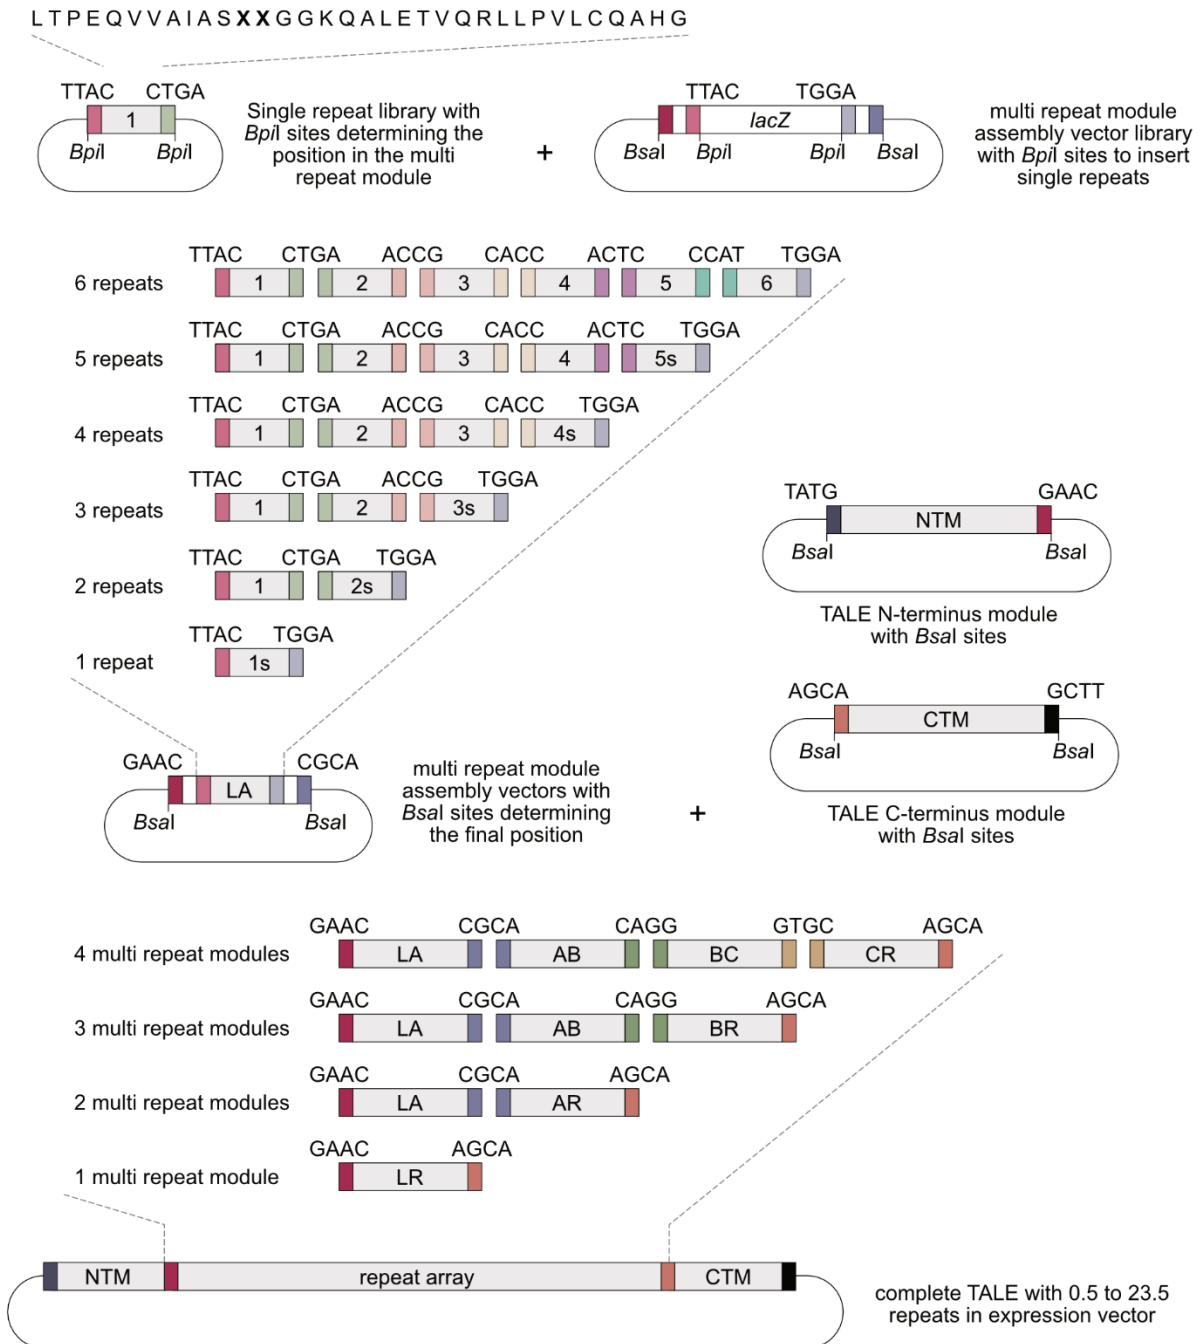 L T P E Q V V A I A S X X G G K Q A L E T V Q R L L P V L C Q A H G
TTAC CTGA
1
BpiI BpiI
Single repeat library with
BpiI sites determining the
position in the multi
repeat module
+
TTAC TGGA
lacZ
BsaI BpiI BpiI BsaI
multi repeat module
assembly vector library
with BpiI sites to insert
single repeats
TTAC CTGA ACCG CACC ACTC CCAT TGGA
6 repeats 1 2 3 4 5 6
TTAC CTGA ACCG CACC ACTC TGGA
5 repeats 1 2 3 4 5s
TTAC CTGA ACCG CACC TGGA
4 repeats 1 2 3 4s
TTAC CTGA ACCG TGGA
3 repeats 1 2 3s
TTAC CTGA TGGA
2 repeats 1 2s
TTAC TGGA
1 repeat 1s
TATG GAAC
NTM
BsaI BsaI
TALE N-terminus module
with BsaI sites
AGCA GCTT
CTM
BsaI BsaI
TALE C-terminus module
with BsaI sites
GAAC CGCA
LA
BsaI BsaI
multi repeat module
assembly vectors with
BsaI sites determining
the final position
+
GAAC CGCA CAGG GTGC AGCA
4 multi repeat modules LA AB BC CR
GAAC CGCA CAGG AGCA
3 multi repeat modules LA AB BR
GAAC CGCA AGCA
2 multi repeat modules LA AR
GAAC AGCA
1 multi repeat module LR
NTM repeat array CTM
complete TALE with 0.5 to 23.5
repeats in expression vector